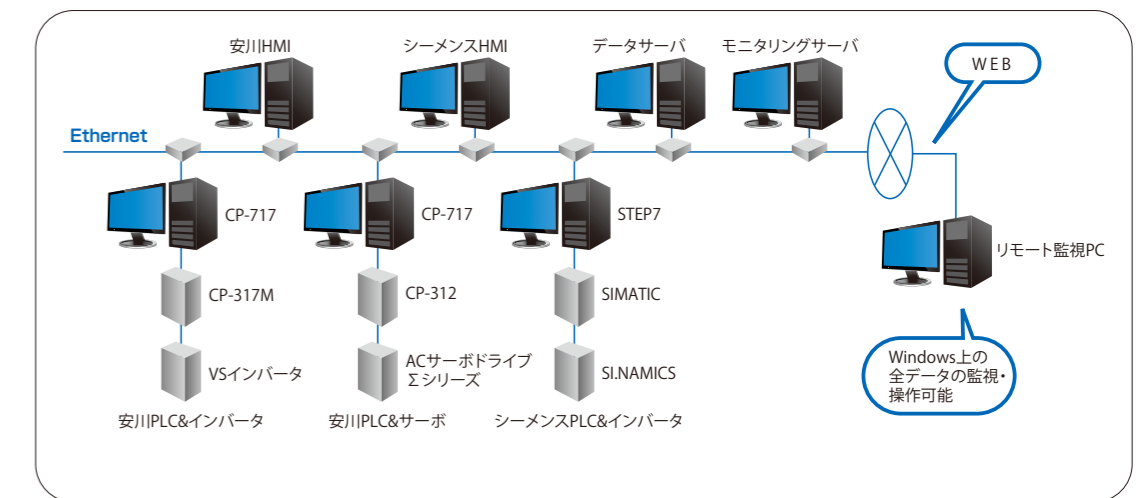 安川HMI
シーメンスHMI
データサーバ
モニタリングサーバ
WEB
Ethernet
CP-717
CP-717
STEP7
リモート監視PC
CP-317M
CP-312
SIMATIC
VSインバータ
ACサーボドライブ
Σシリーズ
SI.NAMICS
Windows上の
全データの監視・
操作可能
安川PLC&インバータ
安川PLC&サーボ
シーメンスPLC&インバータ